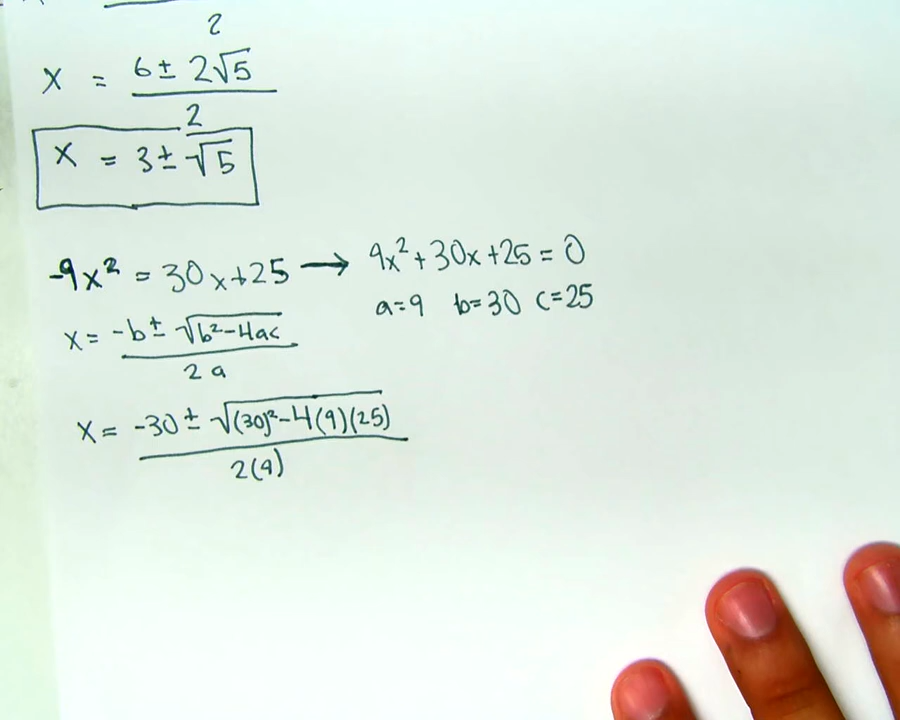 2
x = 6 ± 2√5
2
x = 3 ± √5
-9x² = 30x+25 → 9x² + 30x + 25 = 0
a=9 b=30 c=25
x = -b ± √b²-4ac
2a
x = -30 ± √(30)²-4(9)(25)
2(9)